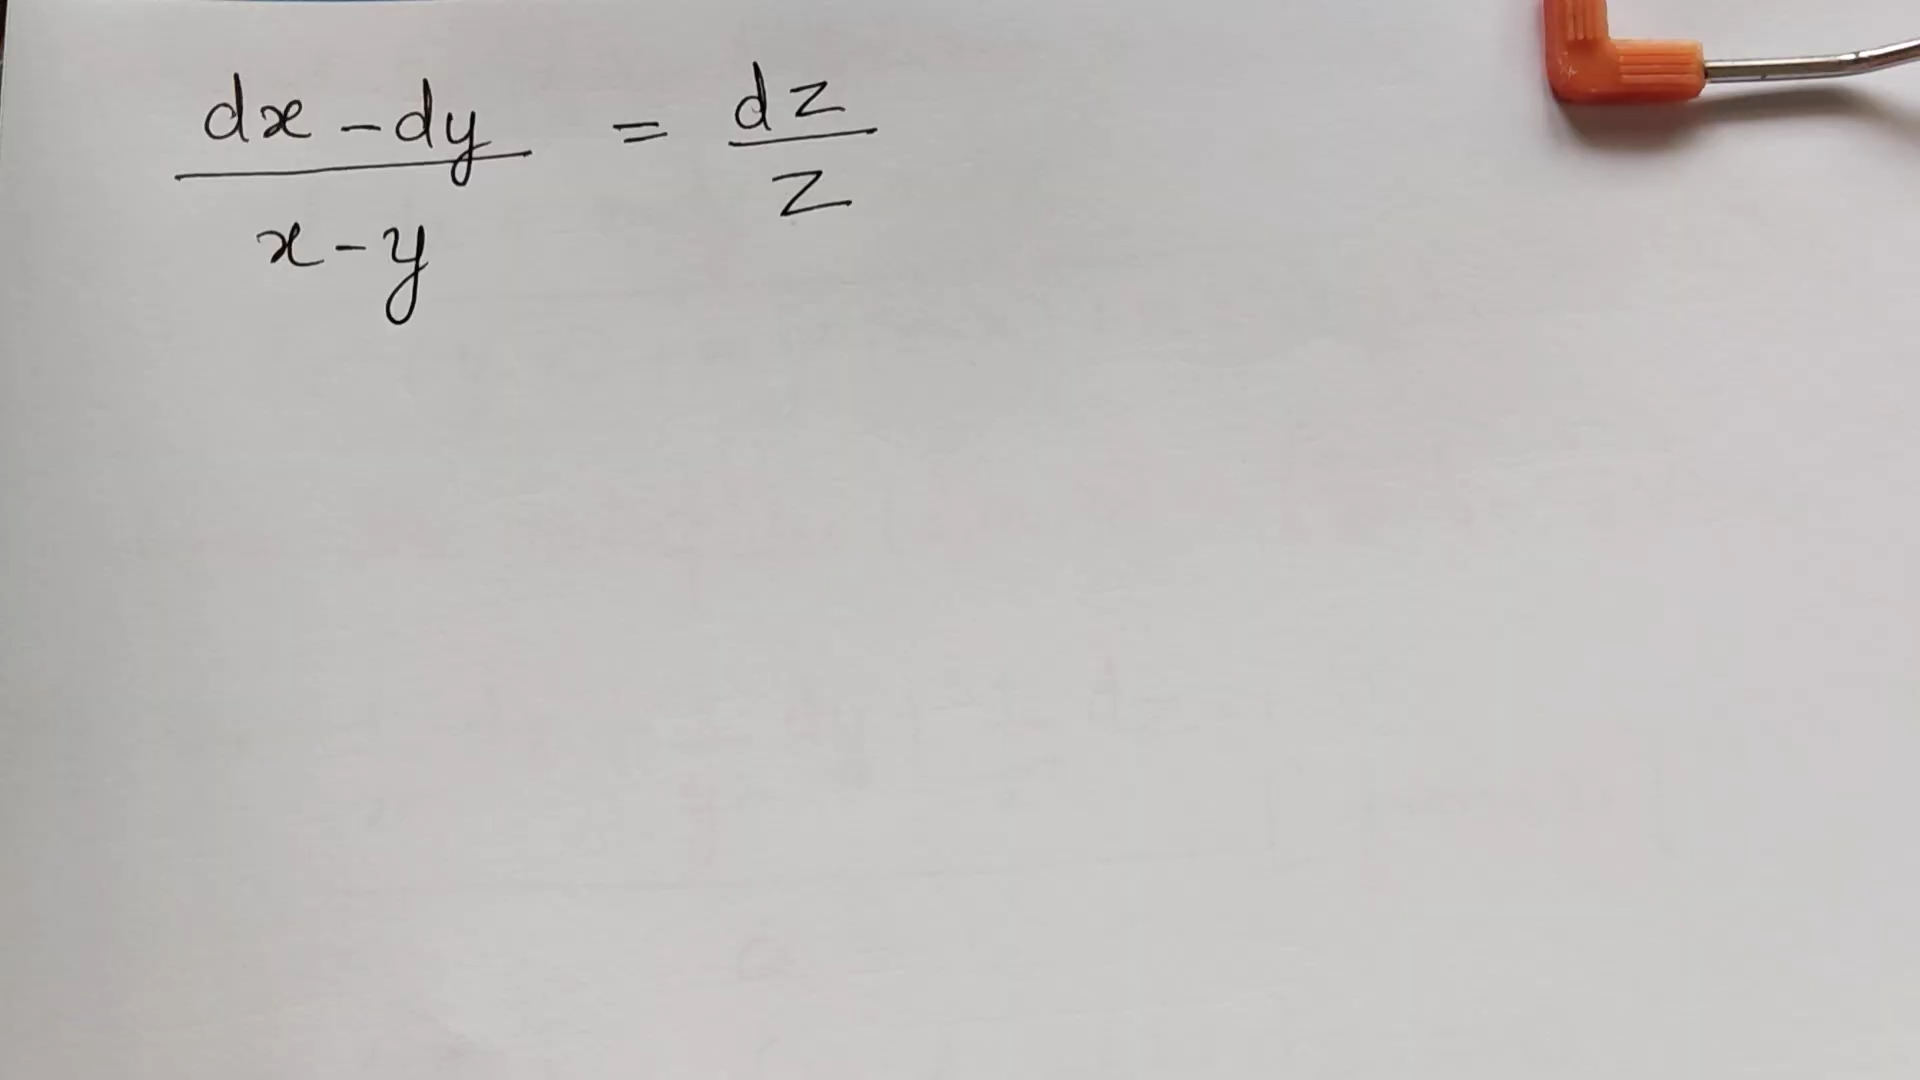 dx - dy = dz
x - y z